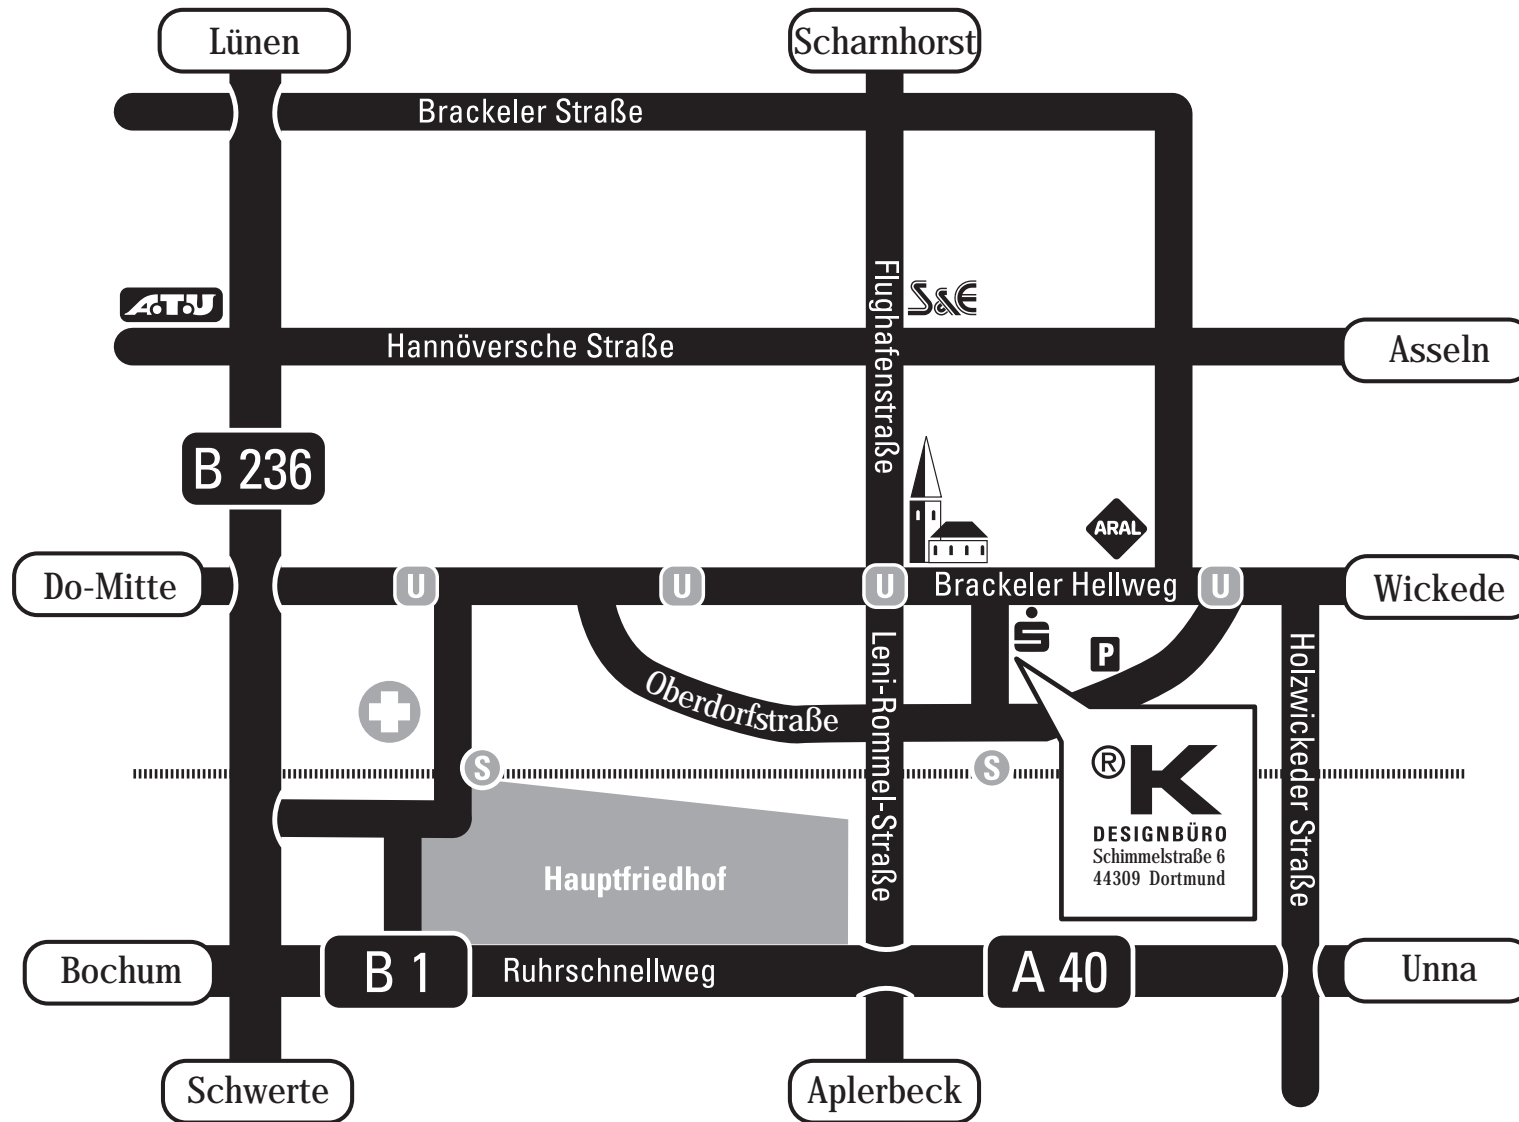 Lünen
Scharnhorst
Brackeler Straße
A.T.U
Flughafenstraße
S&E
Hannöversche Straße
Asseln
B 236
ARAL
Do-Mitte
U
U
U
Brackeler Hellweg
U
Wickede
Leni-Rommel-Straße
P
Holzwickeder Straße
Oberdorfstraße
S
S
® K
DESIGNBÜRO
Schimmelstraße 6
44309 Dortmund
Hauptfriedhof
Bochum
B 1
Ruhrschnellweg
A 40
Unna
Schwerte
Aplerbeck